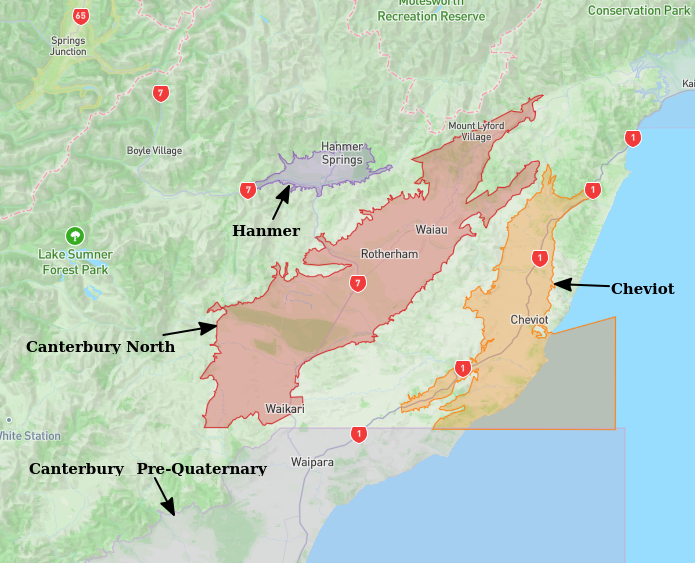 Molesworth
Recreation Reserve
Conservation Park
65
Springs
Junction
7
Kai
1
Mount Lyford
Village
Boyle Village
Hanmer
Springs
7
1
Hanmer
Waiau
Lake Sumner
Forest Park
Rotherham
1
7
Cheviot
Cheviot
Canterbury North
1
Waikari
White Station
1
Waipara
Canterbury Pre-Quaternary